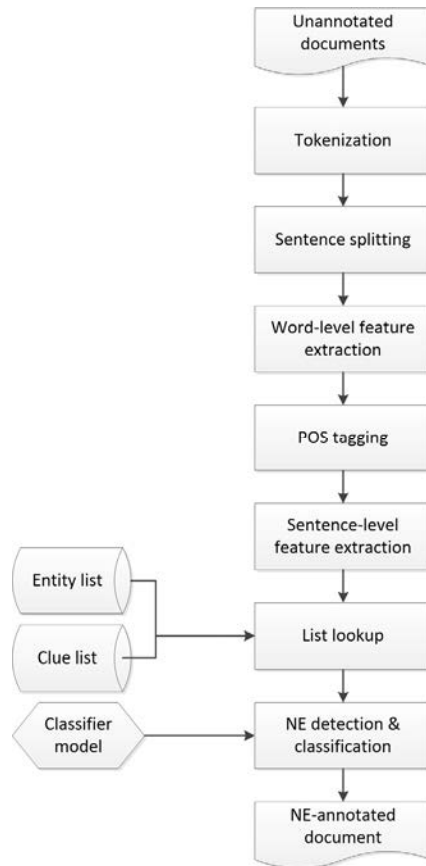 Unannotated
documents
Tokenization
Sentence splitting
Word-level feature
extraction
POS tagging
Sentence-level
feature extraction
Entity list
Clue list
List lookup
Classifier
model
NE detection &
classification
NE-annotated
document